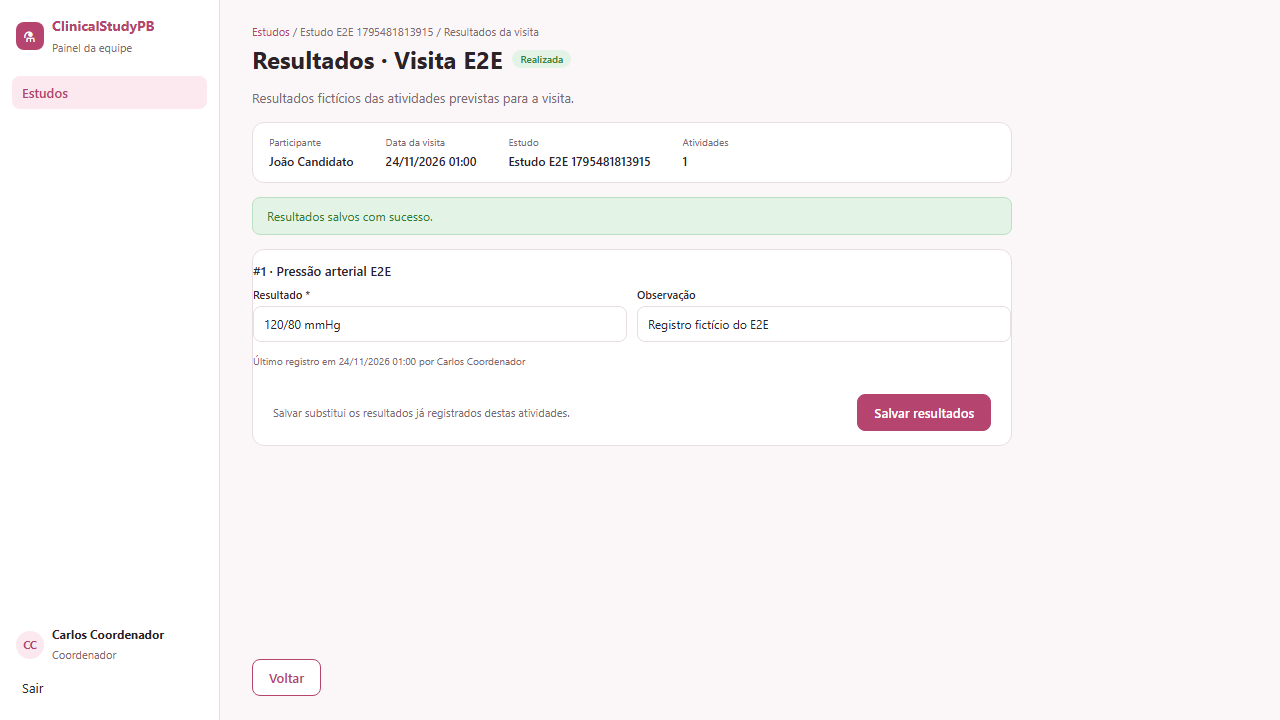 ClinicalStudyPB
Painel da equipe
Estudos
Estudos / Estudo E2E 1795481813915 / Resultados da visita
Resultados · Visita E2E
Realizada
Resultados fictícios das atividades previstas para a visita.
Participante
João Candidato
Data da visita
24/11/2026 01:00
Estudo
Estudo E2E 1795481813915
Atividades
1
Resultados salvos com sucesso.
#1 · Pressão arterial E2E
Resultado *
120/80 mmHg
Observação
Registro fictício do E2E
Último registro em 24/11/2026 01:00 por Carlos Coordenador
Salvar substitui os resultados já registrados destas atividades.
Salvar resultados
Voltar
CC
Carlos Coordenador
Coordenador
Sair